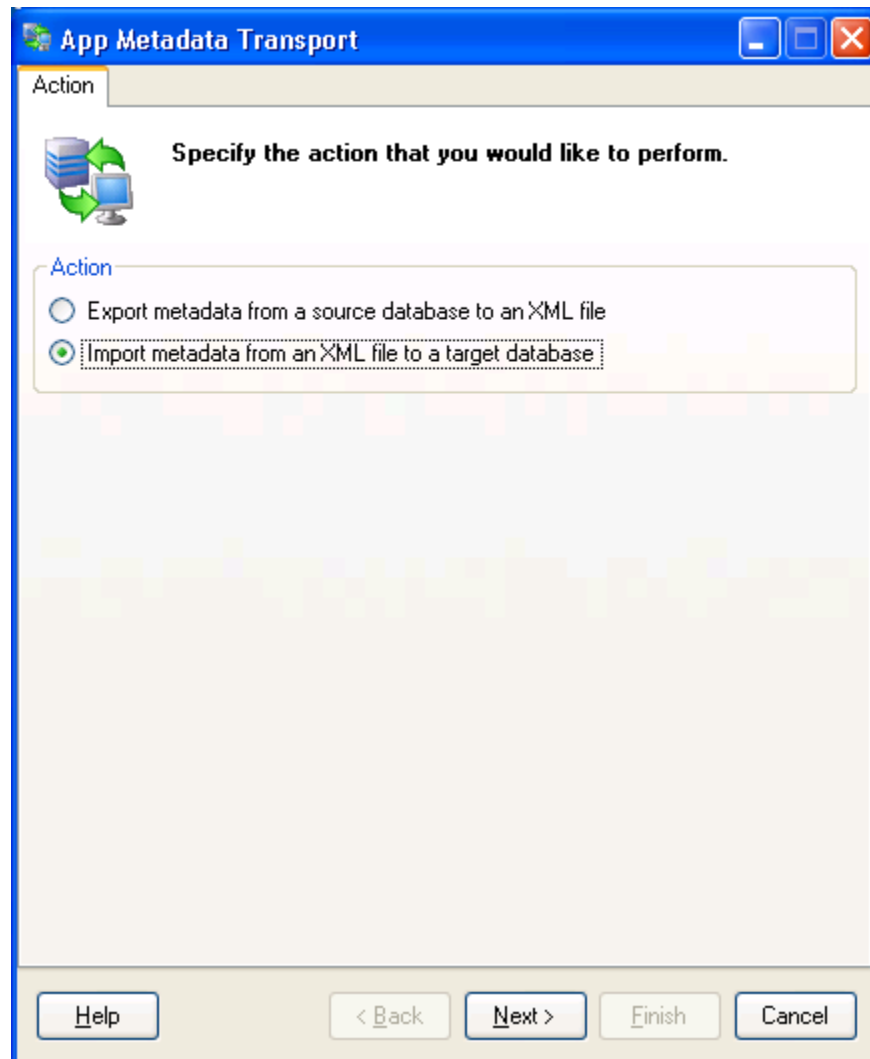 App Metadata Transport
Action
Specify the action that you would like to perform.
Action
Export metadata from a source database to an XML file
Import metadata from an XML file to a target database
Help
< Back
Next >
Finish
Cancel